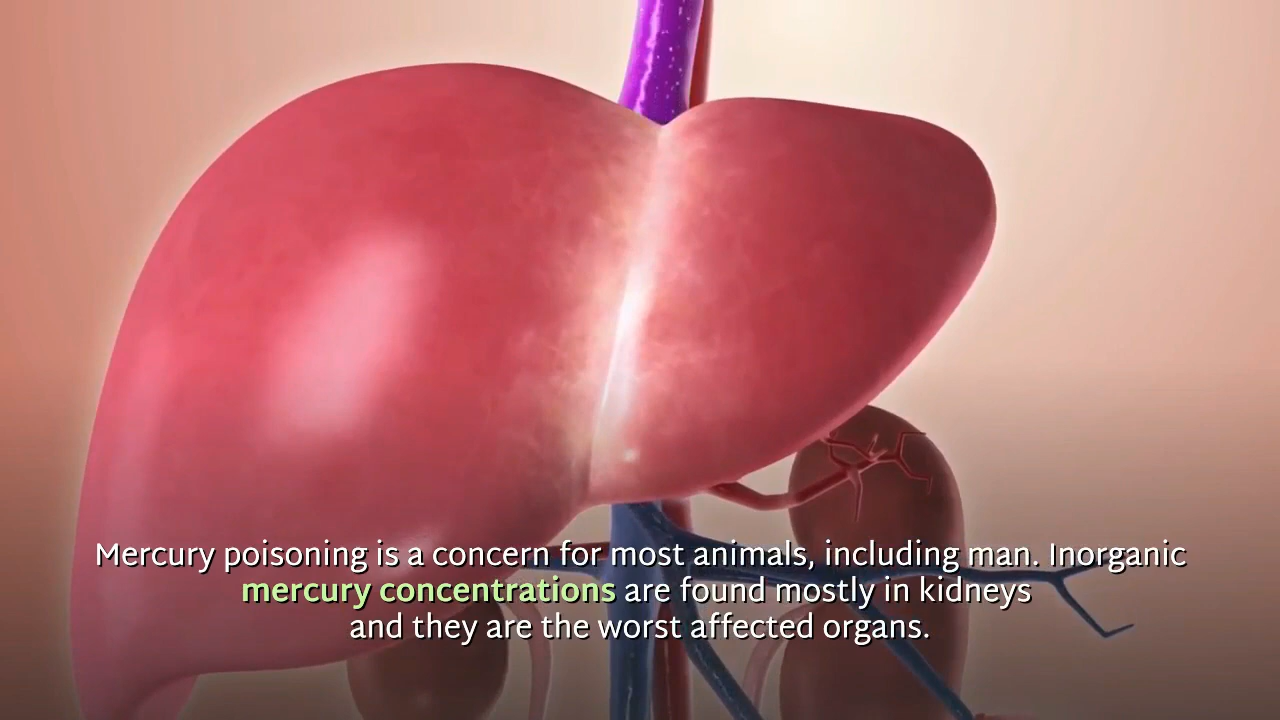 Mercury poisoning is a concern for most animals, including man. Inorganic
mercury concentrations are found mostly in kidneys
and they are the worst affected organs.